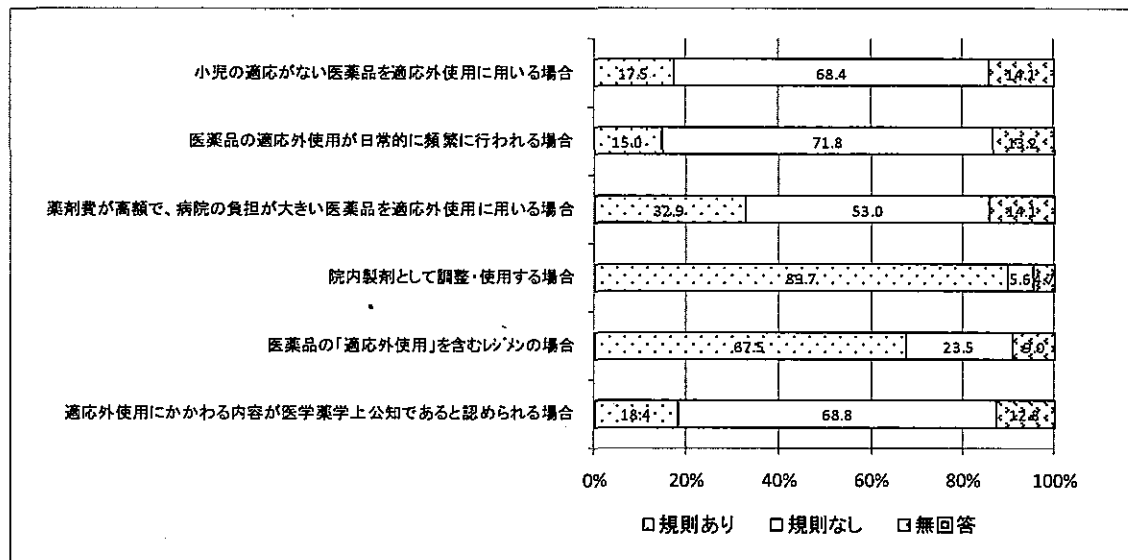 小児の適応がない医薬品を適応外使用に用いる場合
17.5 68.4 14.1
医薬品の適応外使用が日常的に頻繁に行われる場合
15.0 71.8 13.2
薬剤費が高額で、病院の負担が大きい医薬品を適応外使用に用いる場合
32.9 53.0 14.1
院内製剤として調整・使用する場合
89.7 5.6 4.7
医薬品の「適応外使用」を含むレジメンの場合
67.5 23.5 9.0
適応外使用にかかわる内容が医学薬学上公知であると認められる場合
18.4 68.8 12.8
0% 20% 40% 60% 80% 100%
規則あり 規則なし 無回答